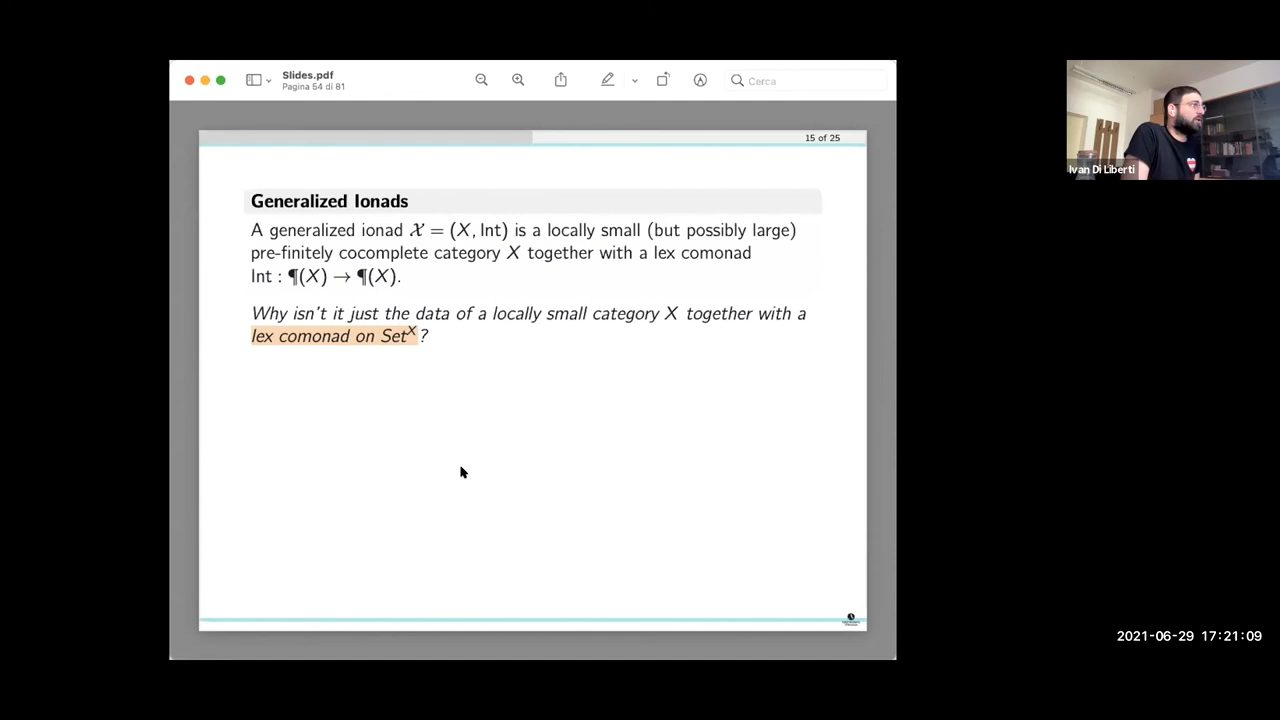 Slides.pdf
Pagina 54 di 81
Cerca
15 of 25
Generalized Ionads
A generalized ionad 𝒳 = (X, Int) is a locally small (but possibly large)
pre-finitely cocomplete category X together with a lex comonad
Int : ¶(X) → ¶(X).
Why isn't it just the data of a locally small category X together with a
lex comonad on Set^X ?
Ivan Di Liberti
2021-06-29 17:21:09